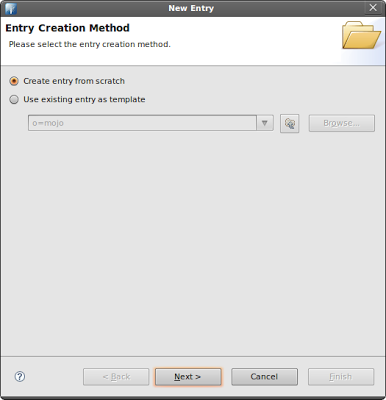 New Entry
Entry Creation Method
Please select the entry creation method.
Create entry from scratch
Use existing entry as template
o=mojo
Browse...
?
< Back
Next >
Cancel
Finish